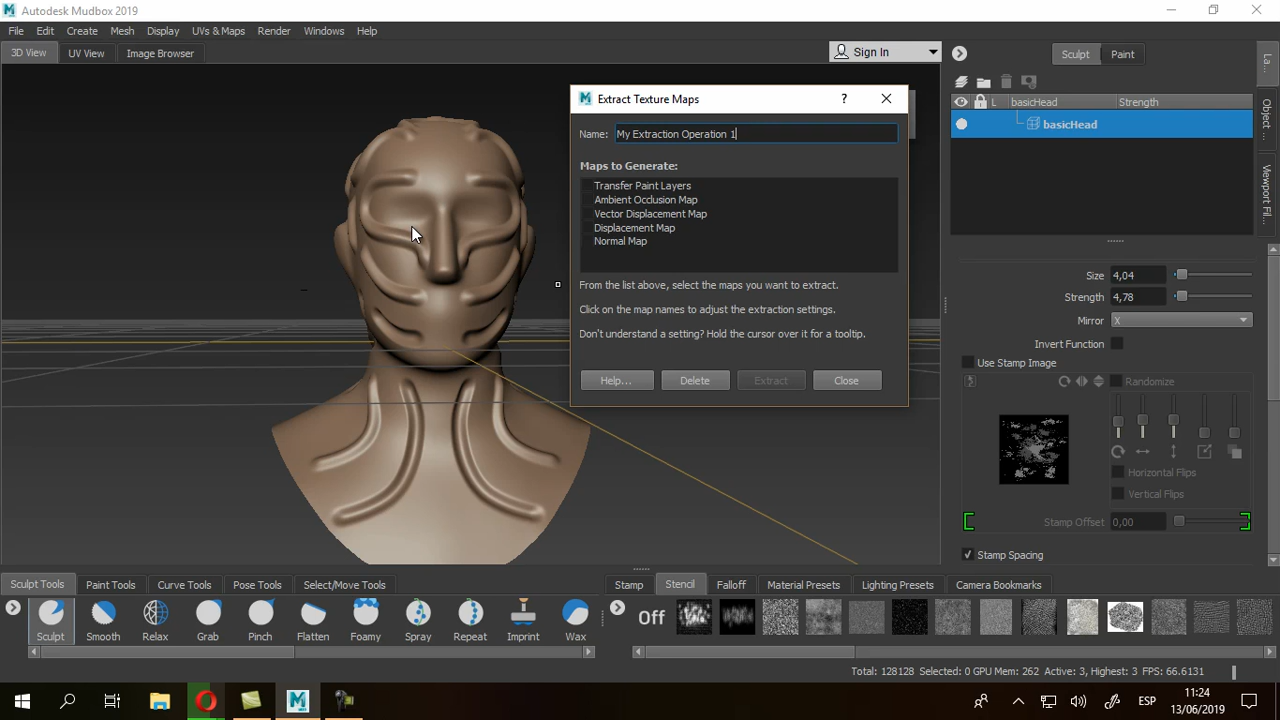 Autodesk Mudbox 2019
File Edit Create Mesh Display UVs & Maps Render Windows Help
3D View UV View Image Browser
Sign In
Sculpt Paint
L basicHead Strength
basicHead
La...
Object ...
Viewport Fil...
Extract Texture Maps ?
Name: My Extraction Operation 1
Maps to Generate:
Transfer Paint Layers
Ambient Occlusion Map
Vector Displacement Map
Displacement Map
Normal Map
From the list above, select the maps you want to extract.
Click on the map names to adjust the extraction settings.
Don't understand a setting? Hold the cursor over it for a tooltip.
Help... Delete Extract Close
Size 4,04
Strength 4,78
Mirror X
Invert Function
Use Stamp Image
Randomize
Horizontal Flips
Vertical Flips
Stamp Offset 0,00
Stamp Spacing
Sculpt Tools Paint Tools Curve Tools Pose Tools Select/Move Tools
Stamp Stencil Falloff Material Presets Lighting Presets Camera Bookmarks
Off
Sculpt Smooth Relax Grab Pinch Flatten Foamy Spray Repeat Imprint Wax
Total: 128128 Selected: 0 GPU Mem: 262 Active: 3, Highest: 3 FPS: 66.6131
ESP
11:24
13/06/2019